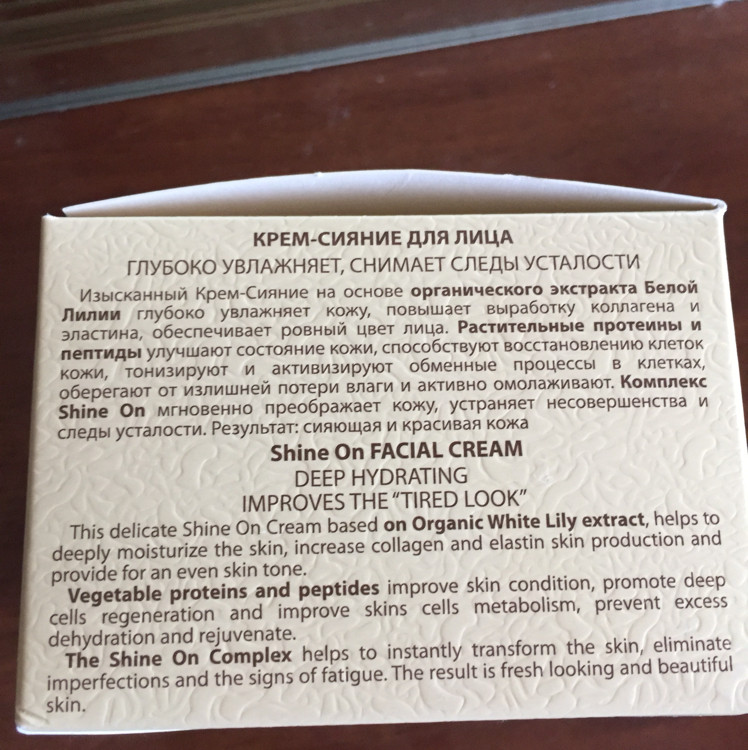 КРЕМ-СИЯНИЕ ДЛЯ ЛИЦА
ГЛУБОКО УВЛАЖНЯЕТ, СНИМАЕТ СЛЕДЫ УСТАЛОСТИ
Изысканный Крем-Сияние на основе органического экстракта Белой
Лилии глубоко увлажняет кожу, повышает выработку коллагена и
эластина, обеспечивает ровный цвет лица. Растительные протеины и
пептиды улучшают состояние кожи, способствуют восстановлению клеток
кожи, тонизируют и активизируют обменные процессы в клетках,
оберегают от излишней потери влаги и активно омолаживают. Комплекс
Shine On мгновенно преображает кожу, устраняет несовершенства и
следы усталости. Результат: сияющая и красивая кожа
Shine On FACIAL CREAM
DEEP HYDRATING
IMPROVES THE “TIRED LOOK”
This delicate Shine On Cream based on Organic White Lily extract, helps to
deeply moisturize the skin, increase collagen and elastin skin production and
provide for an even skin tone.
Vegetable proteins and peptides improve skin condition, promote deep
cells regeneration and improve skins cells metabolism, prevent excess
dehydration and rejuvenate.
The Shine On Complex helps to instantly transform the skin, eliminate
imperfections and the signs of fatigue. The result is fresh looking and beautiful
skin.